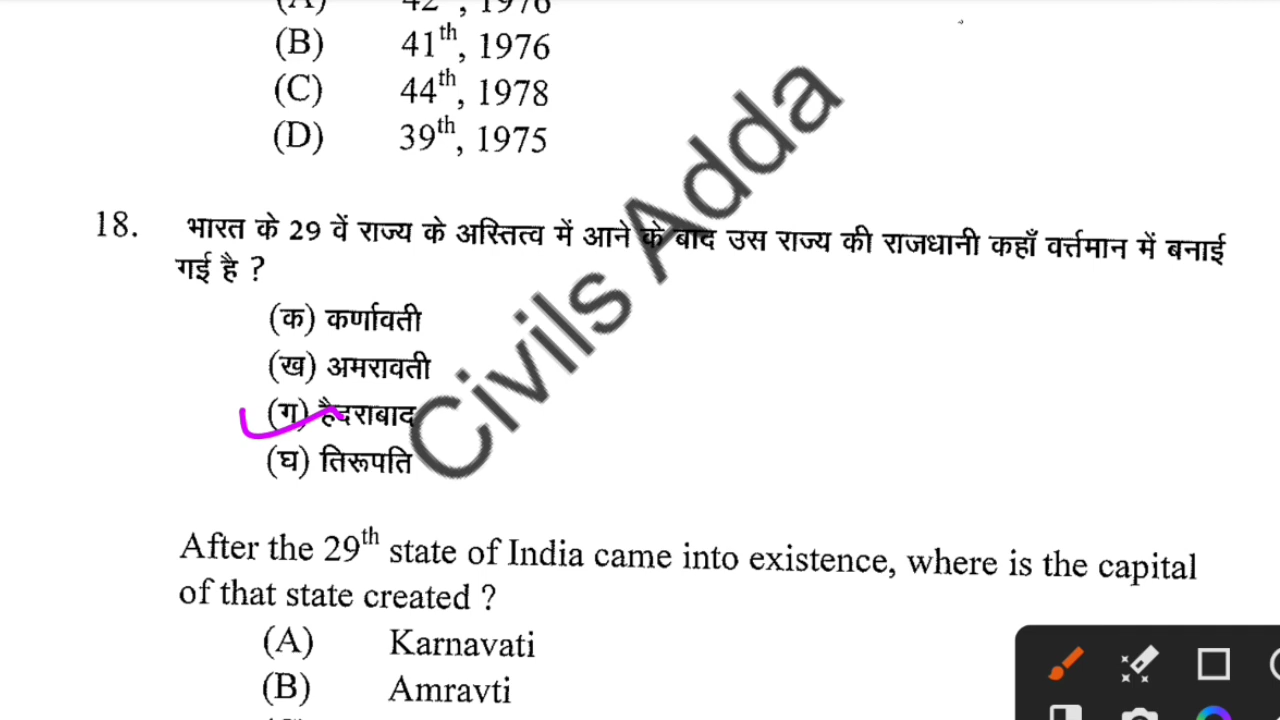 (A) 42th, 1976
(B) 41th, 1976
(C) 44th, 1978
(D) 39th, 1975
18. भारत के 29 वें राज्य के अस्तित्व में आने के बाद उस राज्य की राजधानी कहाँ वर्त्तमान में बनाई
गई है ?
(क) कर्णावती
(ख) अमरावती
(ग) हैदराबाद
(घ) तिरूपति
After the 29th state of India came into existence, where is the capital
of that state created ?
(A) Karnavati
(B) Amravti
Civils Adda